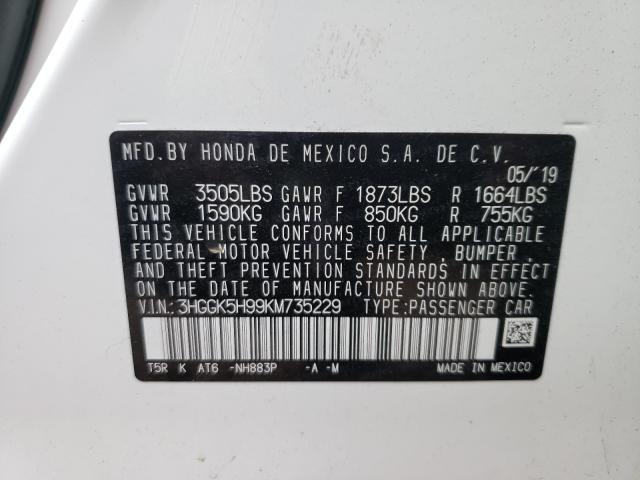 MFD.BY HONDA DE MEXICO S.A. DE C.V.
05/'19
GVWR 3505LBS GAWR F 1873LBS R 1664LBS
GVWR 1590KG GAWR F 850KG R 755KG
THIS VEHICLE CONFORMS TO ALL APPLICABLE
FEDERAL MOTOR VEHICLE SAFETY , BUMPER ,
AND THEFT PREVENTION STANDARDS IN EFFECT
ON THE DATE OF MANUFACTURE SHOWN ABOVE.
V.I.N.: 3HGGK5H99KM735229 TYPE:PASSENGER CAR
T5R K AT6 -NH883P -A -M MADE IN MEXICO